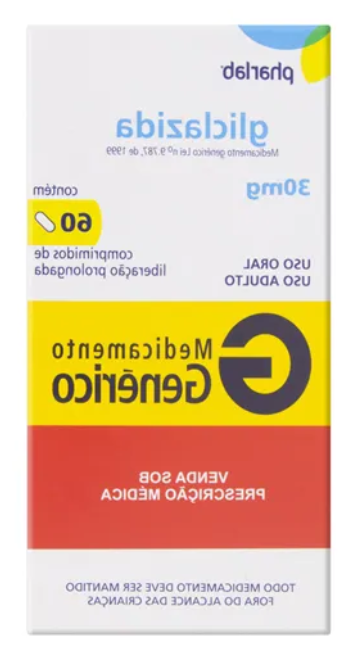 pharlab
gliclazida
Medicamento genérico Lei nº 9.787, de 1999
30mg
contém
60
comprimidos de
liberação prolongada
USO ORAL
USO ADULTO
G Medicamento
Genérico
VENDA SOB
PRESCRIÇÃO MÉDICA
TODO MEDICAMENTO DEVE SER MANTIDO
FORA DO ALCANCE DAS CRIANÇAS